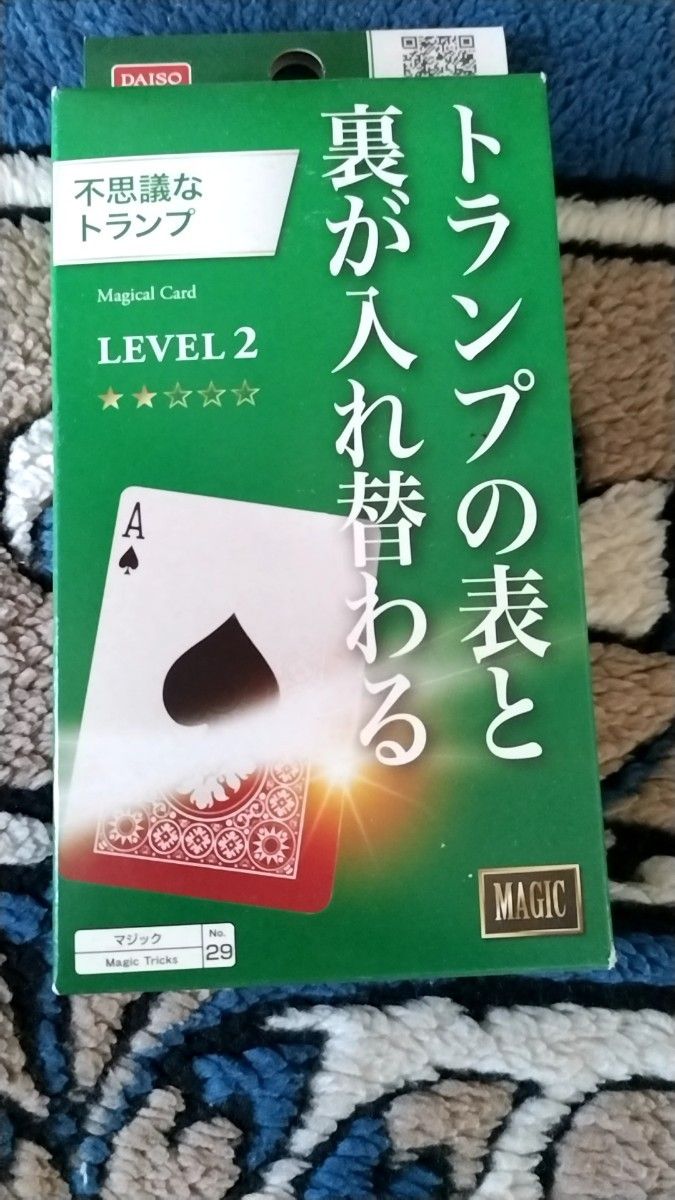 DAISO
トランプの表と
裏が入れ替わる
不思議な
トランプ
Magical Card
LEVEL 2
A
MAGIC
マジック
Magic Tricks
No.
29